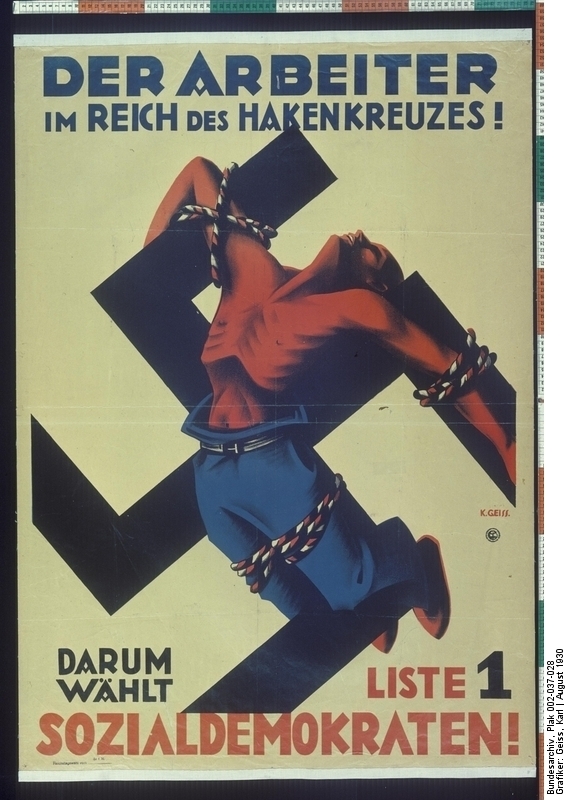 DER ARBEITER
IM REICH DES HAKENKREUZES!
K.GEISS.
DARUM
WÄHLT
LISTE 1
SOZIALDEMOKRATEN!
Bundesarchiv, Plak 002-037-028
Grafiker: Geiss, Karl | August 1930